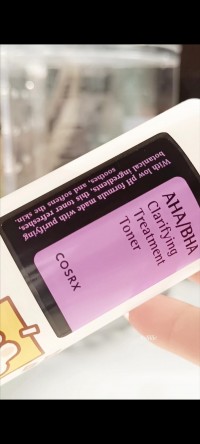 AHA/BHA
Clarifying
Treatment
Toner
COSRX
With low pH formula made with purifying
botanical ingredients, this toner refreshes,
soothes, and softens the skin.